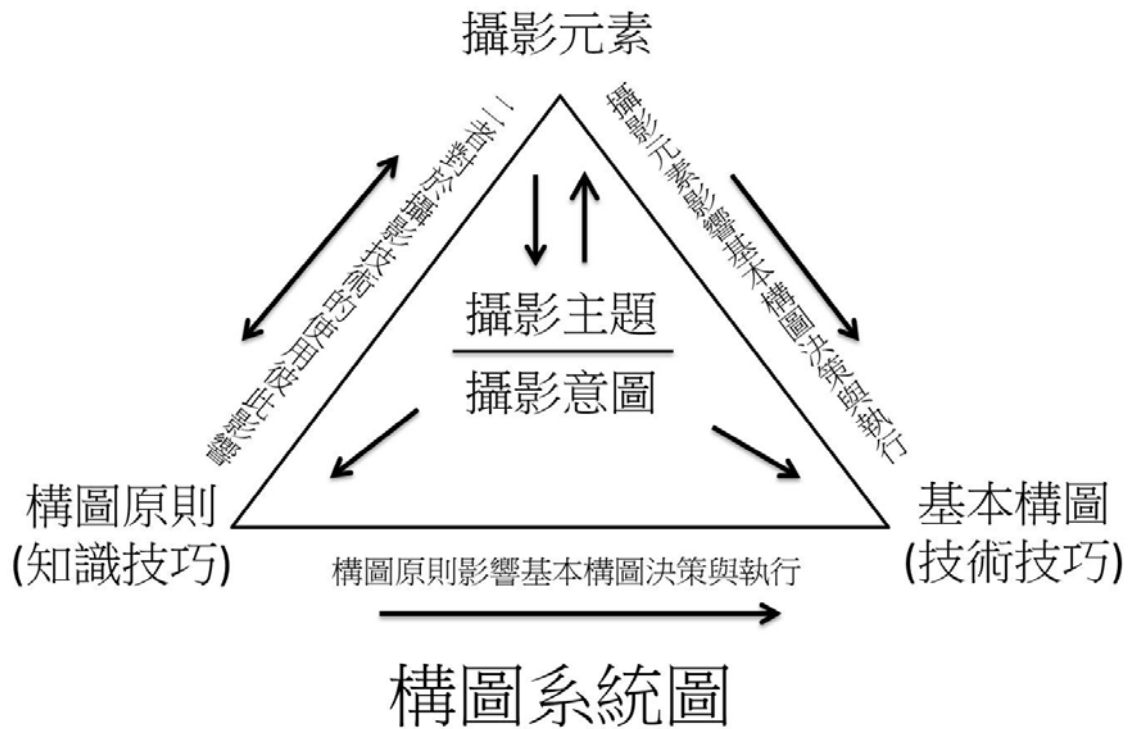 攝影元素
二者對於攝影技術的使用彼此影響
攝影元素影響基本構圖決策與執行
攝影主題
攝影意圖
構圖原則
(知識技巧)
基本構圖
(技術技巧)
構圖原則影響基本構圖決策與執行
構圖系統圖